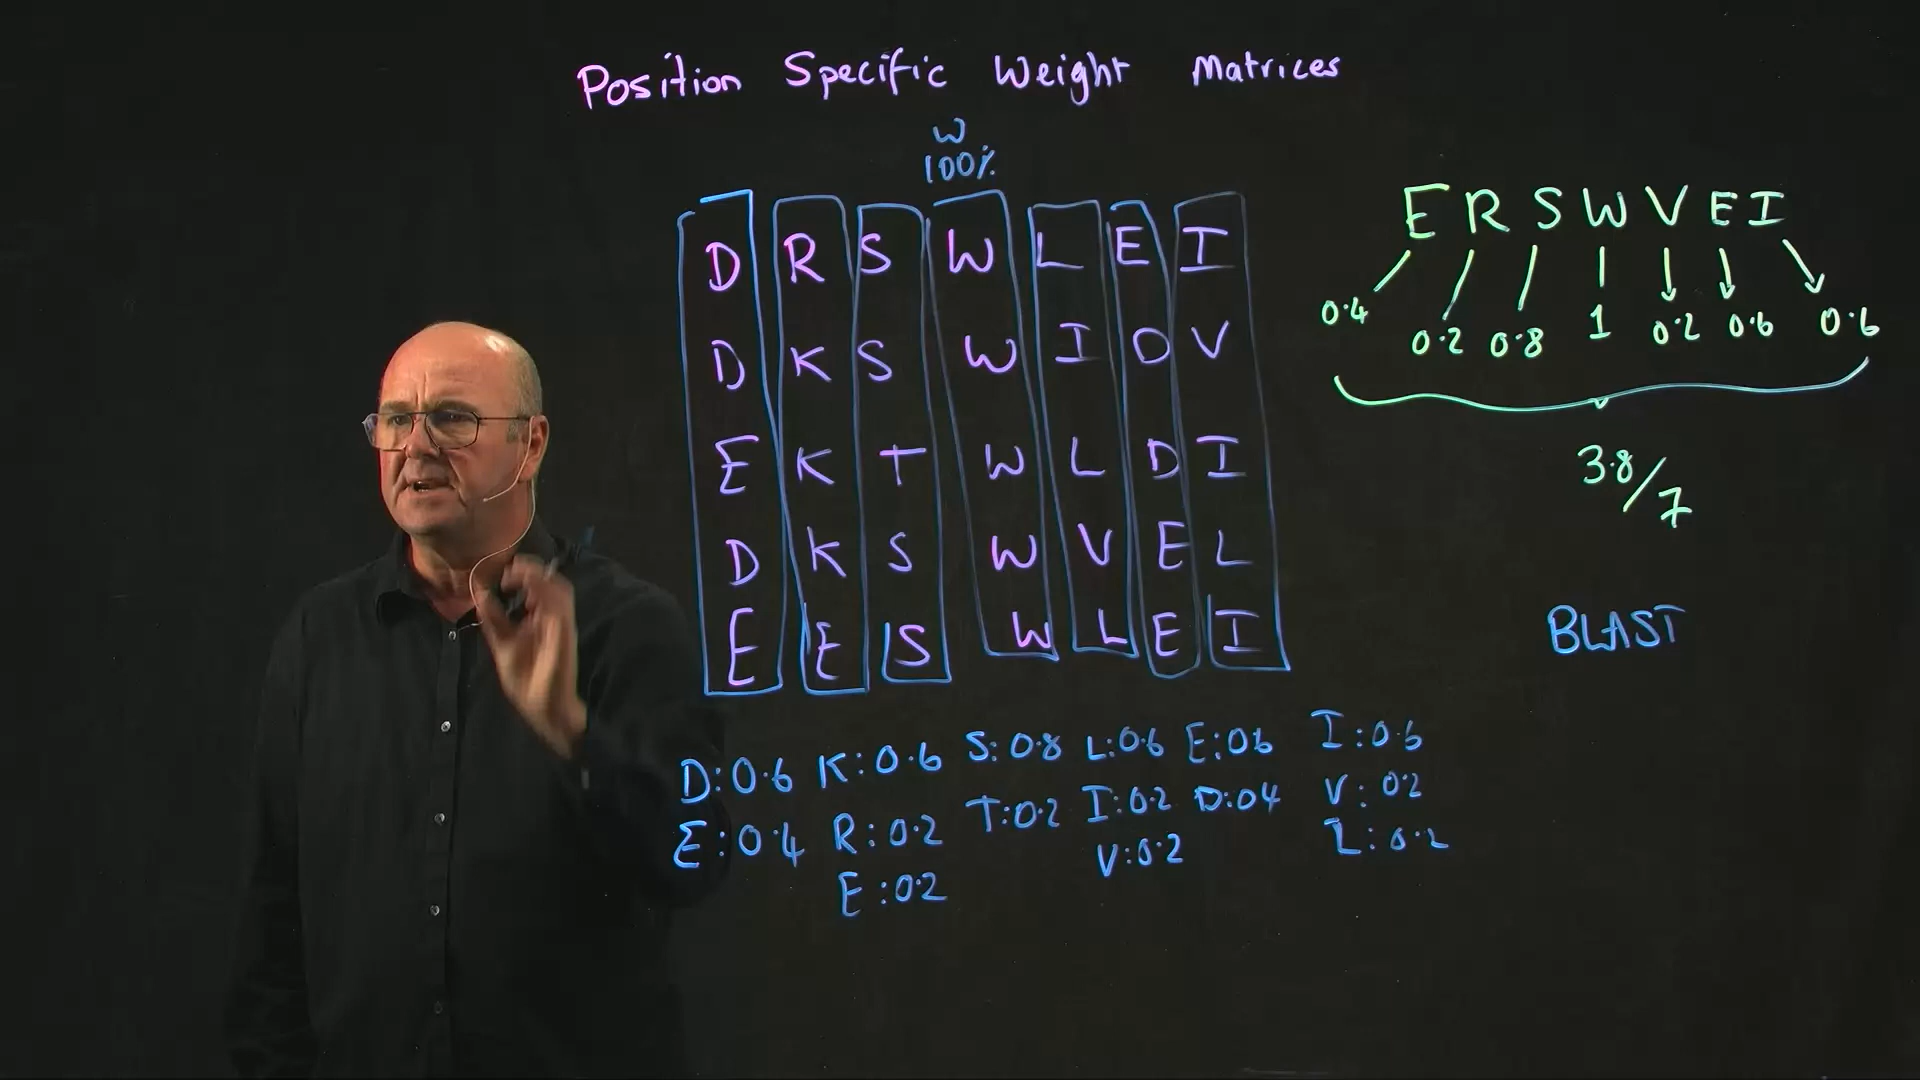 Position Specific Weight Matrices
W
100%
D R S W L E I
D K S W I D V
E K T W L D I
D K S W V E L
E E S W L E I
D:0.6 K:0.6 S:0.8 L:0.6 E:0.6 I:0.6
E:0.4 R:0.2 T:0.2 I:0.2 D:0.4 V:0.2
E:0.2 V:0.2 L:0.2
E R S W V E I
0.4 0.2 0.8 1 0.2 0.6 0.6
3.8/7
BLAST